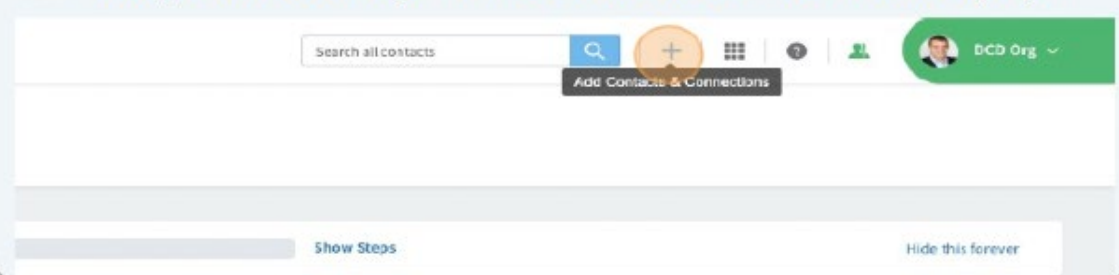 Search all contacts
DCD Org
Add Contacts & Connections
Show Steps
Hide this forever